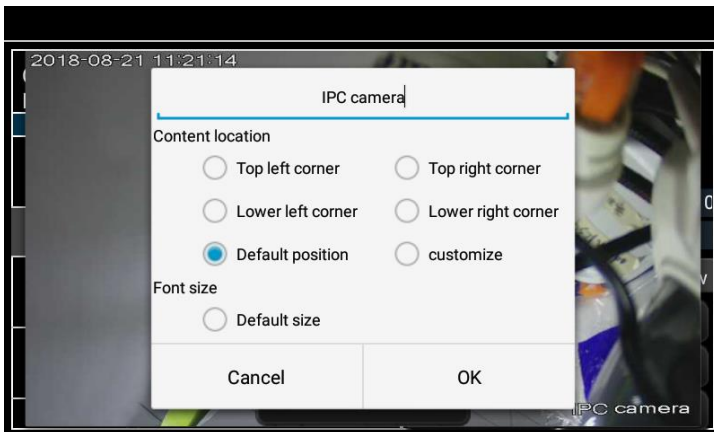 2018-08-21 11:21:14
IPC camera
Content location
Top left corner
Top right corner
Lower left corner
Lower right corner
Default position
customize
Font size
Default size
Cancel
OK
IPC camera